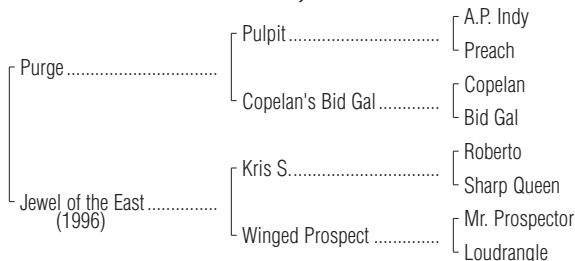 A.P. Indy
Pulpit
Preach
Purge
Copelan
Copelan's Bid Gal
Bid Gal
Roberto
Kris S.
Sharp Queen
Jewel of the East
(1996)
Mr. Prospector
Winged Prospect
Loudrangle